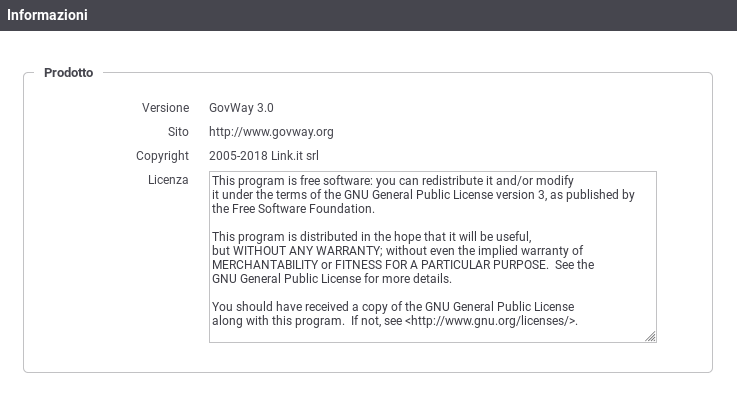 Informazioni
Prodotto
Versione GovWay 3.0
Sito http://www.govway.org
Copyright 2005-2018 Link.it srl
Licenza This program is free software: you can redistribute it and/or modify
it under the terms of the GNU General Public License version 3, as published by
the Free Software Foundation.
This program is distributed in the hope that it will be useful,
but WITHOUT ANY WARRANTY; without even the implied warranty of
MERCHANTABILITY or FITNESS FOR A PARTICULAR PURPOSE.  See the
GNU General Public License for more details.
You should have received a copy of the GNU General Public License
along with this program.  If not, see <http://www.gnu.org/licenses/>.